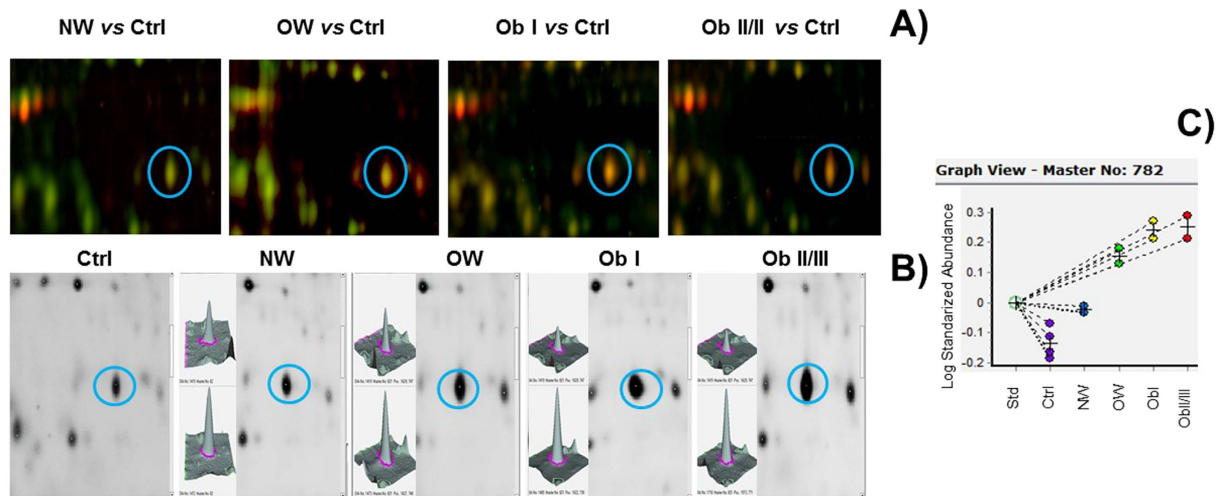 NW vs Ctrl
OW vs Ctrl
Ob I vs Ctrl
Ob II/II vs Ctrl
A)
C)
Graph View - Master No: 782
Log Standarized Abundance
0.3
0.2
0.1
0
-0.1
-0.2
Std
Ctrl
NW
OW
ObI
ObII/III
B)
Ctrl
NW
OW
Ob I
Ob II/III